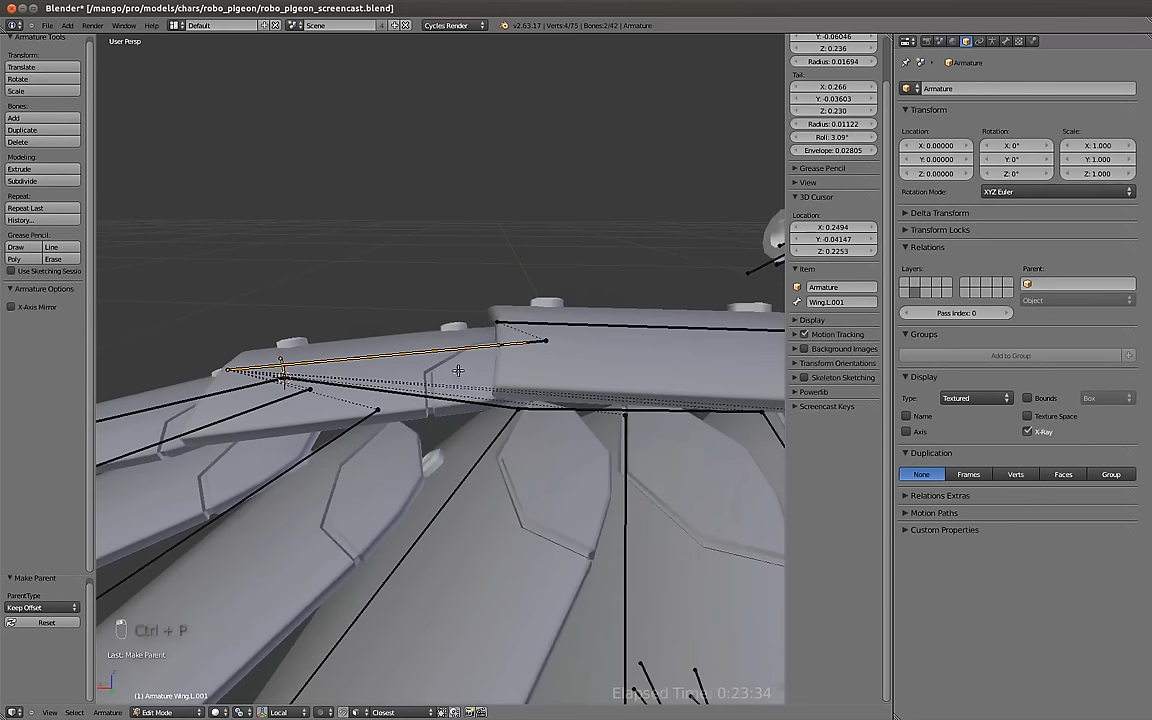 Blender* [/mango/pro/models/chars/robo_pigeon/robo_pigeon_screencast.blend]
File Add Render Window Help Default Scene 4 Cycles Render v2.63.17 | Verts:4/75 | Bones:2/42 | Armature
Armature Tools
Transform:
Translate
Rotate
Scale
Bones:
Add
Duplicate
Delete
Modeling:
Extrude
Subdivide
Repeat:
Repeat Last
History...
Grease Pencil:
Draw Line
Poly Erase
Use Sketching Sessio
Armature Options
X-Axis Mirror
Make Parent
ParentType
Keep Offset
Reset
User Persp
Ctrl + P
Last: Make Parent
(1) Armature Wing.L.001
Elapsed Time: 0:23:34
Y: -0.06046
Z: 0.236
Radius: 0.01694
Tail:
X: 0.266
Y: -0.03603
Z: 0.230
Radius: 0.01122
Roll: 3.09°
Envelope: 0.02805
Grease Pencil
View
3D Cursor
Location:
X: 0.2494
Y: -0.04147
Z: 0.2253
Item
Armature
Wing.L.001
Display
Motion Tracking
Background Images
Transform Orientations
Skeleton Sketching
Powerlib
Screencast Keys
Armature
Armature
Transform
Location: Rotation: Scale:
X: 0.00000 X: 0° X: 1.000
Y: 0.00000 Y: 0° Y: 1.000
Z: 0.00000 Z: 0° Z: 1.000
Rotation Mode: XYZ Euler
Delta Transform
Transform Locks
Relations
Layers: Parent:
Object
Pass Index: 0
Groups
Add to Group
Display
Type: Textured Bounds Box
Name Texture Space
Axis X-Ray
Duplication
None Frames Verts Faces Group
Relations Extras
Motion Paths
Custom Properties
View Select Armature Edit Mode Local Closest